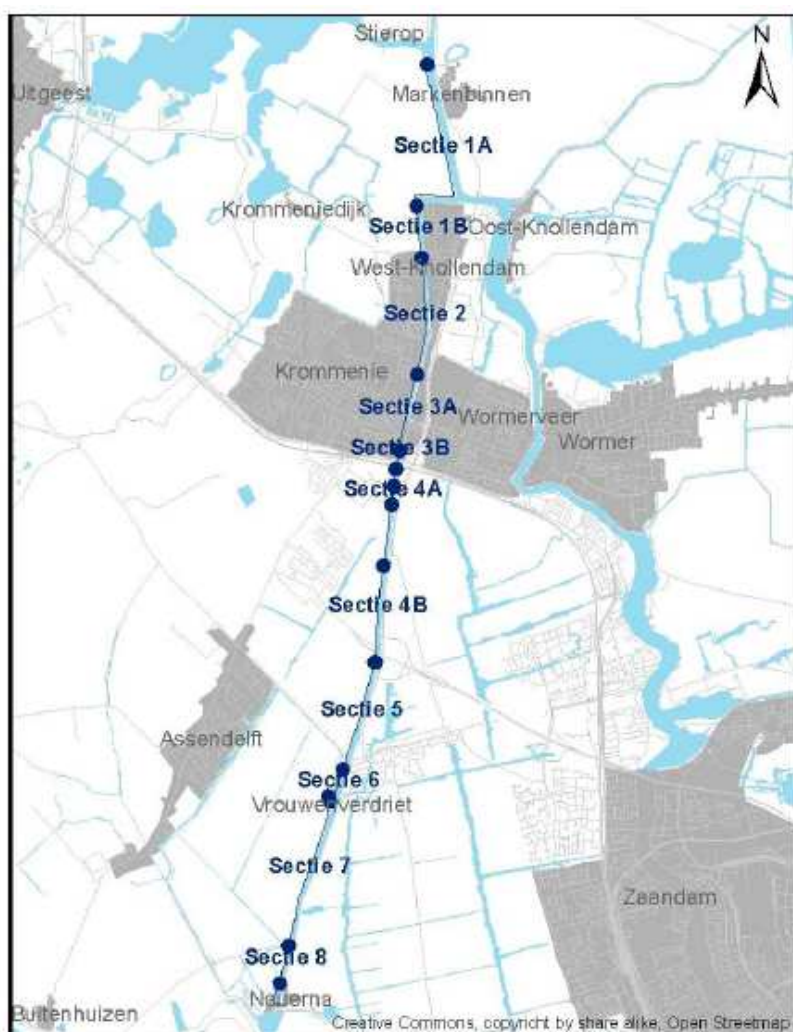 Stierop
N
Uitgeest
Markenbinnen
Sectie 1A
Krommeniedijk
Sectie 1B
Oost-Knollendam
West-Knollendam
Sectie 2
Krommenie
Sectie 3A
Wormerveer
Wormer
Sectie 3B
Sectie 4A
Sectie 4B
Sectie 5
Assendelft
Sectie 6
Vrouwenverdriet
Sectie 7
Zaandam
Sectie 8
Nauerna
Buitenhuizen
Creative Commons, copyricht by share alike, Open Streetmap